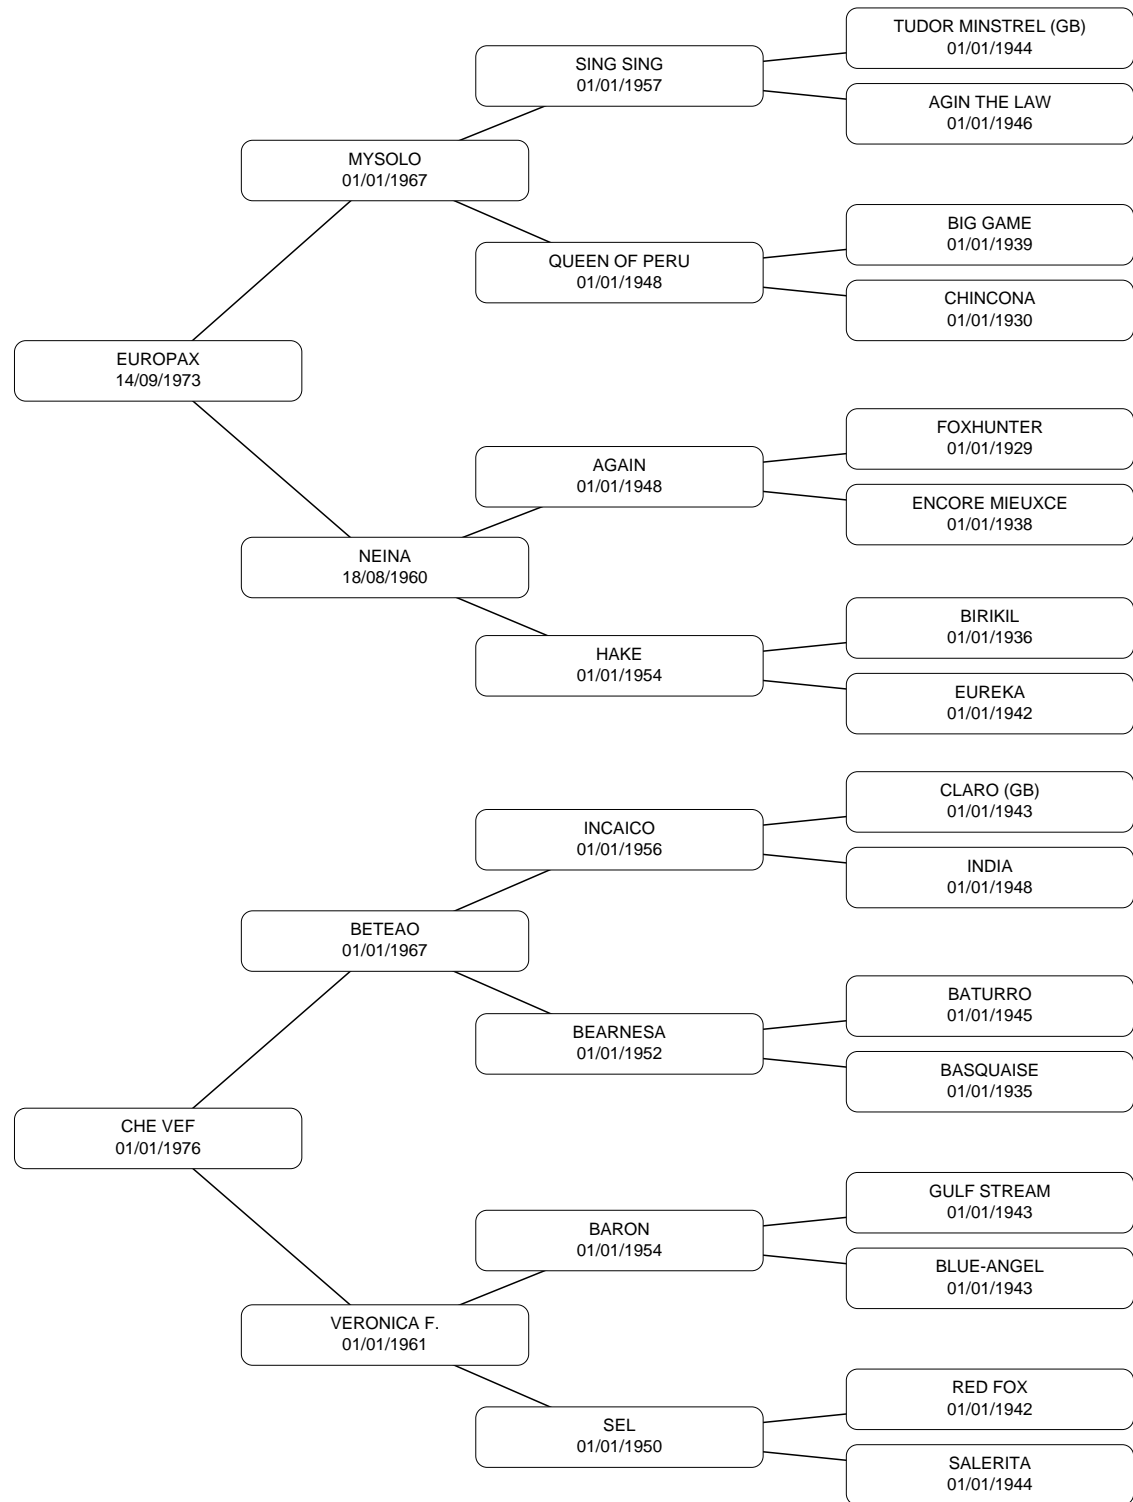 TUDOR MINSTREL (GB)
01/01/1944
SING SING
01/01/1957
AGIN THE LAW
01/01/1946
MYSOLO
01/01/1967
BIG GAME
01/01/1939
QUEEN OF PERU
01/01/1948
CHINCONA
01/01/1930
EUROPAX
14/09/1973
FOXHUNTER
01/01/1929
AGAIN
01/01/1948
ENCORE MIEUXCE
01/01/1938
NEINA
18/08/1960
BIRIKIL
01/01/1936
HAKE
01/01/1954
EUREKA
01/01/1942
CLARO (GB)
01/01/1943
INCAICO
01/01/1956
INDIA
01/01/1948
BETEAO
01/01/1967
BATURRO
01/01/1945
BEARNESA
01/01/1952
BASQUAISE
01/01/1935
CHE VEF
01/01/1976
GULF STREAM
01/01/1943
BARON
01/01/1954
BLUE-ANGEL
01/01/1943
VERONICA F.
01/01/1961
RED FOX
01/01/1942
SEL
01/01/1950
SALERITA
01/01/1944